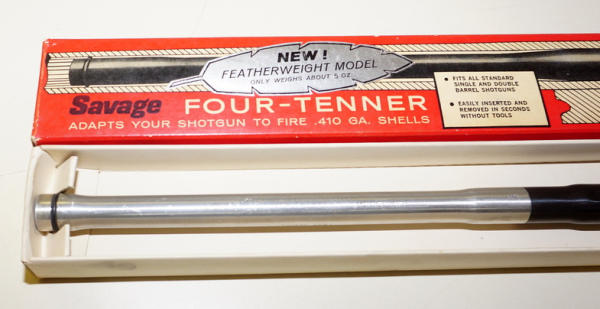 NEW!
FEATHERWEIGHT MODEL
ONLY WEIGHS ABOUT 5 OZ.
Savage FOUR-TENNER
ADAPTS YOUR SHOTGUN TO FIRE .410 GA. SHELLS
• FITS ALL STANDARD
SINGLE AND DOUBLE
BARREL SHOTGUNS
• EASILY INSERTED AND
REMOVED IN SECONDS
WITHOUT TOOLS